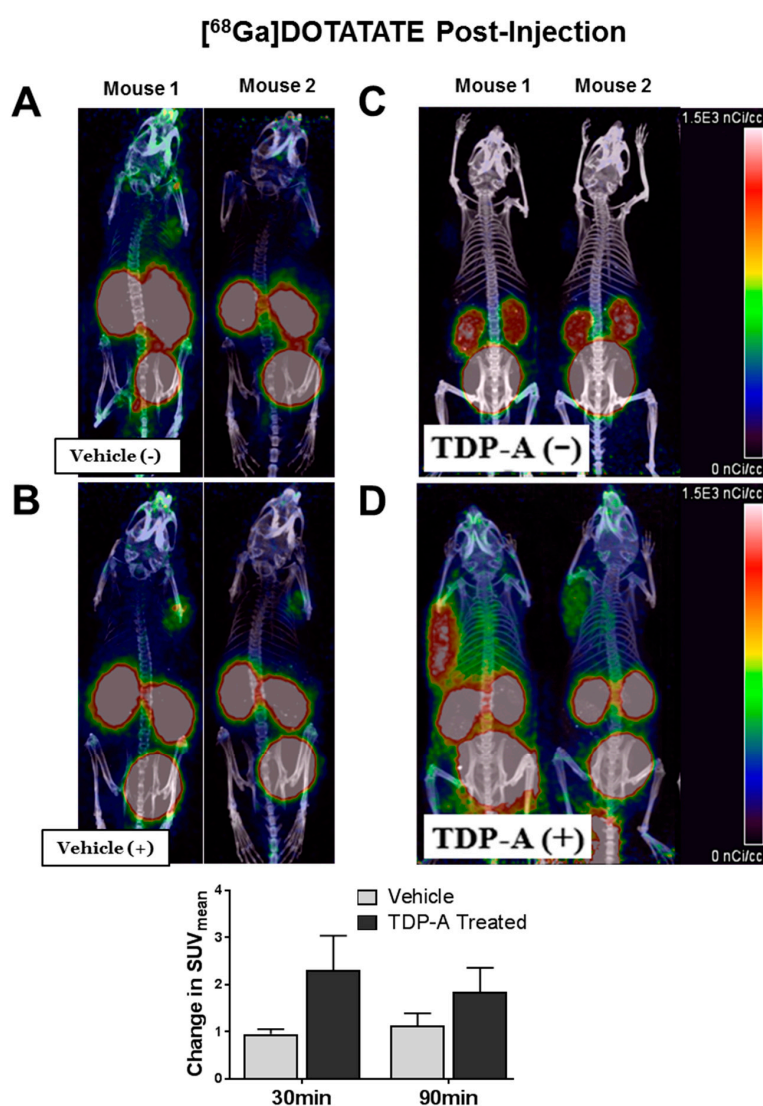 [⁶⁸Ga]DOTATATE Post-Injection
Mouse 1 Mouse 2
Mouse 1 Mouse 2
A
C
1.5E3 nCi/cc
Vehicle (-)
TDP-A (−)
0 nCi/cc
B
D
1.5E3 nCi/cc
Vehicle (+)
TDP-A (+)
0 nCi/cc
Change in SUVmean
4
3
2
1
0
Vehicle
TDP-A Treated
30min 90min